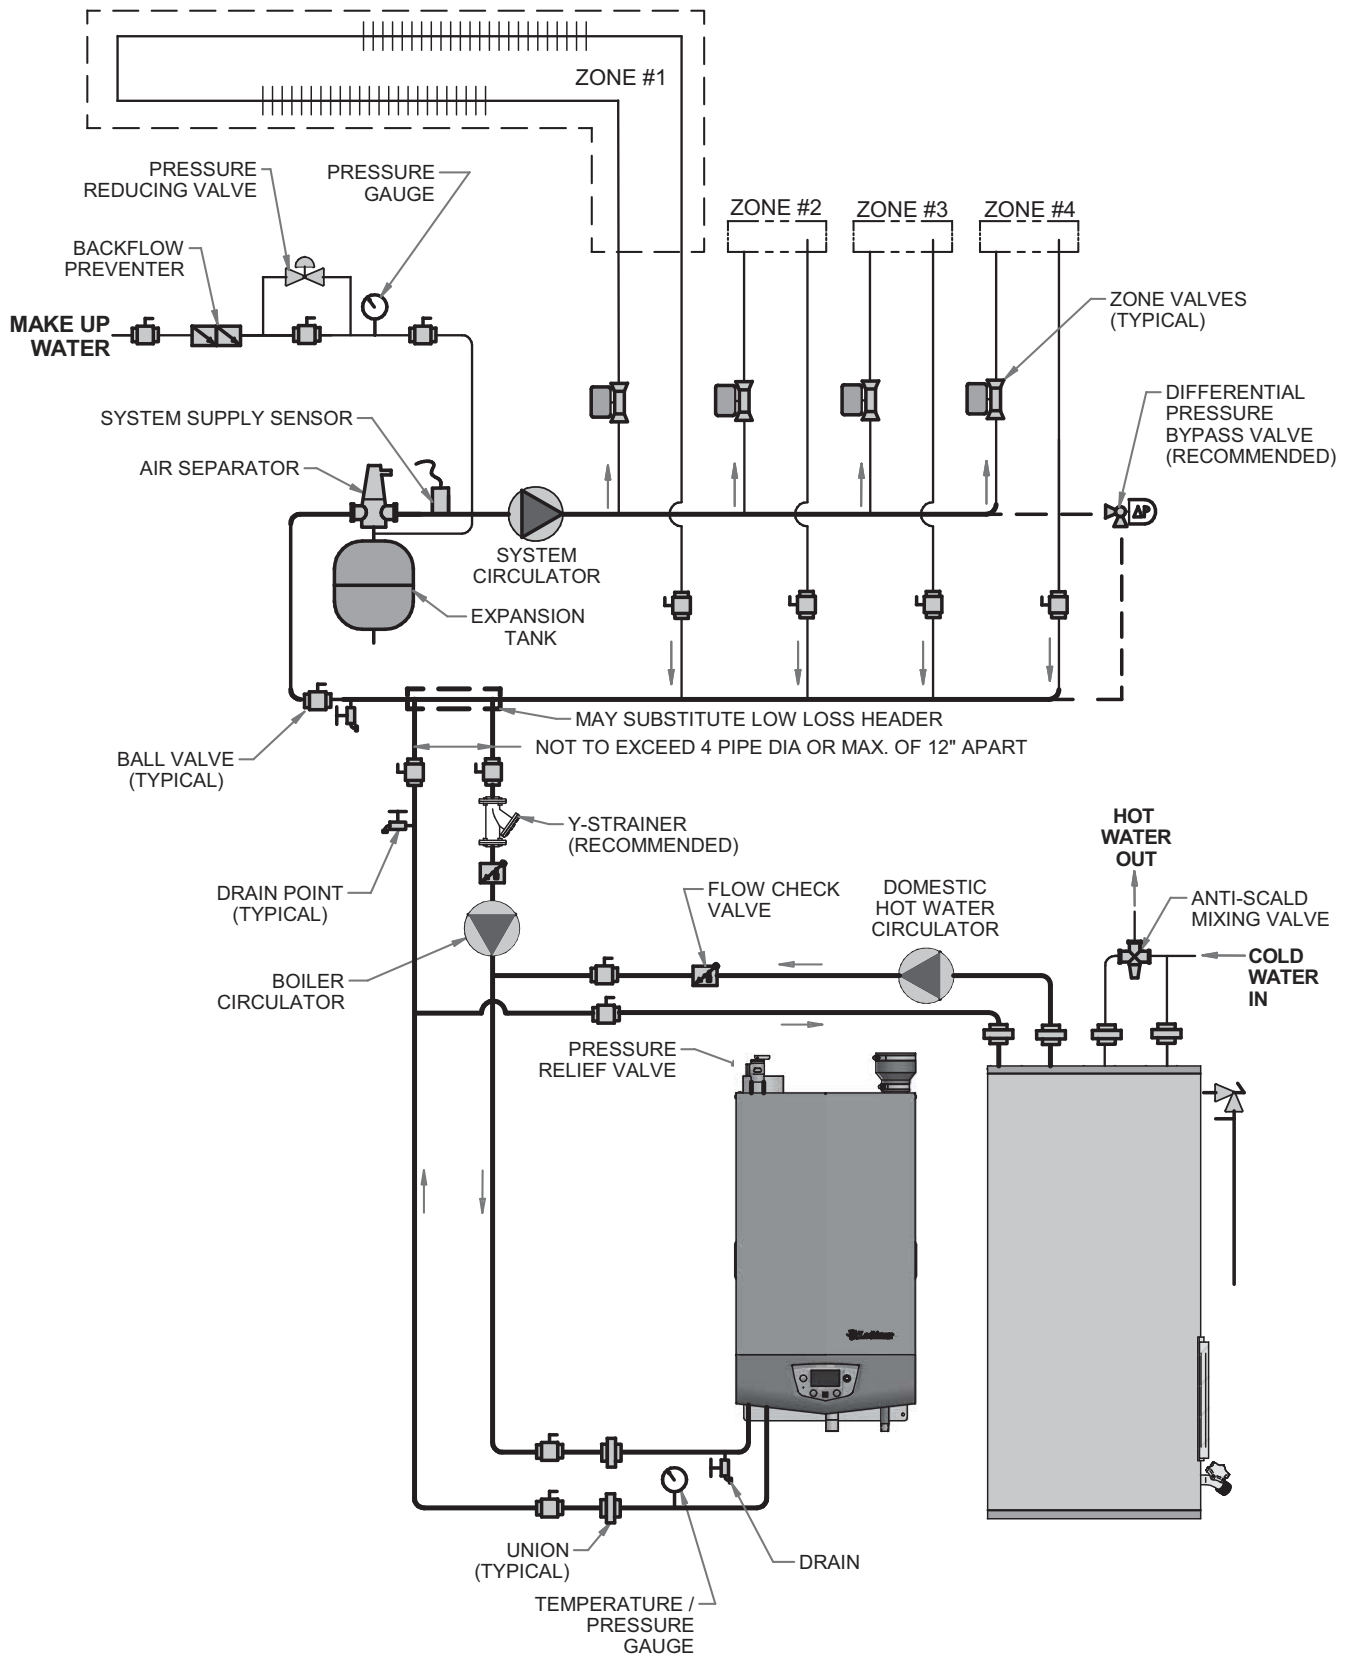 ZONE #1
PRESSURE
REDUCING VALVE
PRESSURE
GAUGE
ZONE #2
ZONE #3
ZONE #4
BACKFLOW
PREVENTER
MAKE UP
WATER
ZONE VALVES
(TYPICAL)
SYSTEM SUPPLY SENSOR
AIR SEPARATOR
DIFFERENTIAL
PRESSURE
BYPASS VALVE
(RECOMMENDED)
ΔP
SYSTEM
CIRCULATOR
EXPANSION
TANK
MAY SUBSTITUTE LOW LOSS HEADER
NOT TO EXCEED 4 PIPE DIA OR MAX. OF 12" APART
BALL VALVE
(TYPICAL)
Y-STRAINER
(RECOMMENDED)
DRAIN POINT
(TYPICAL)
FLOW CHECK
VALVE
DOMESTIC
HOT WATER
CIRCULATOR
HOT
WATER
OUT
ANTI-SCALD
MIXING VALVE
COLD
WATER
IN
BOILER
CIRCULATOR
PRESSURE
RELIEF VALVE
Lochinvar
UNION
(TYPICAL)
DRAIN
TEMPERATURE /
PRESSURE
GAUGE